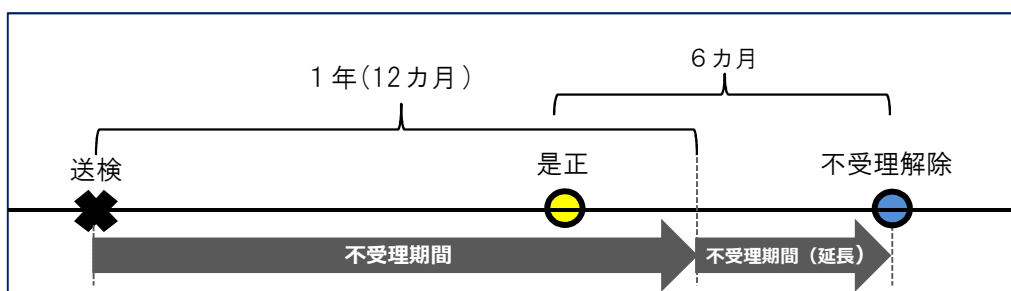 ６カ月
１年(12カ月)
送検
是正
不受理解除
不受理期間
不受理期間（延長）